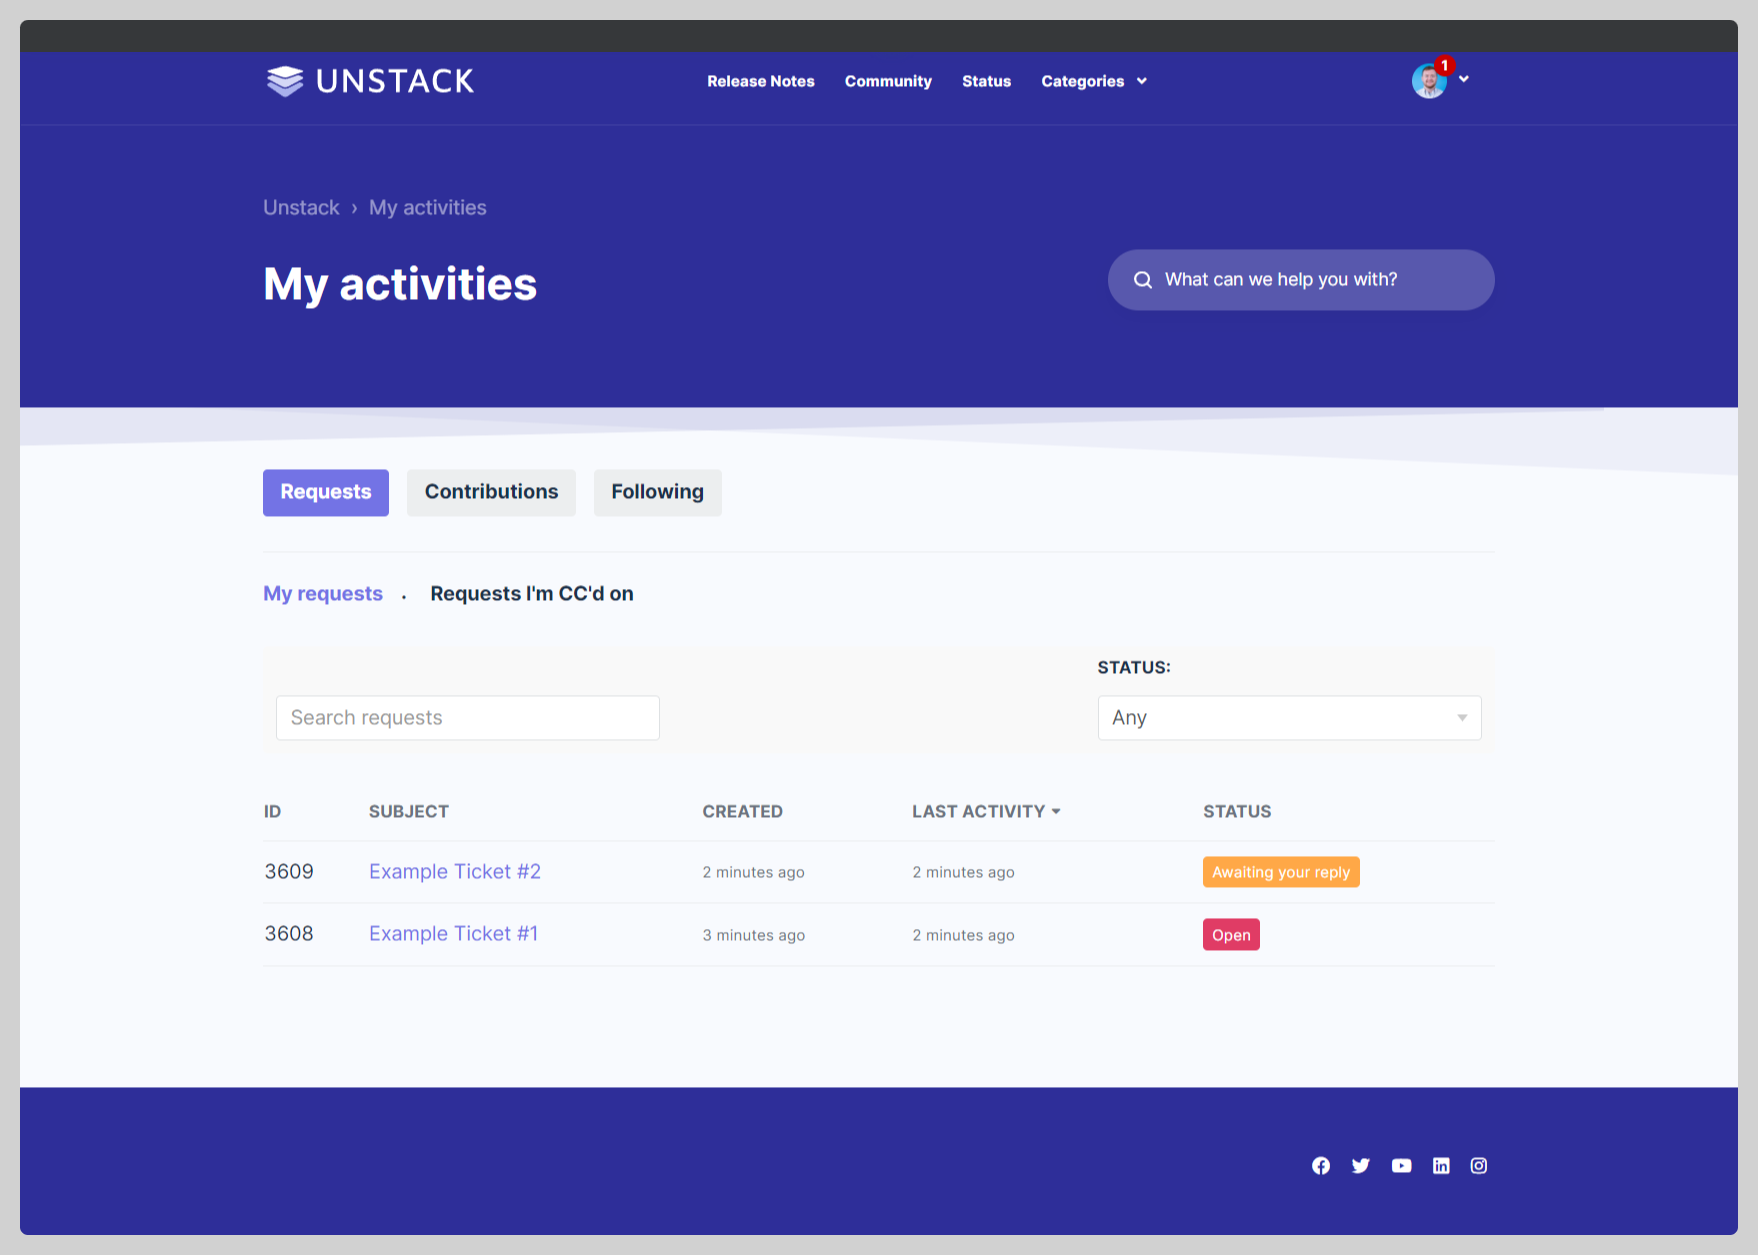 UNSTACK
Release Notes Community Status Categories
1
Unstack › My activities
My activities
What can we help you with?
Requests Contributions Following
My requests . Requests I'm CC'd on
STATUS:
Search requests Any
ID SUBJECT CREATED LAST ACTIVITY STATUS
3609 Example Ticket #2 2 minutes ago 2 minutes ago Awaiting your reply
3608 Example Ticket #1 3 minutes ago 2 minutes ago Open